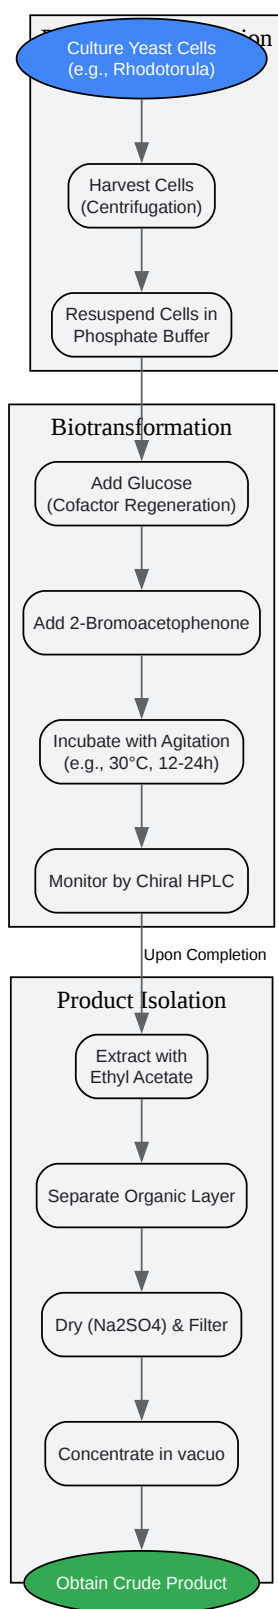 Culture Yeast Cells
(e.g., Rhodotorula)
Harvest Cells
(Centrifugation)
Resuspend Cells in
Phosphate Buffer
Biotransformation
Add Glucose
(Cofactor Regeneration)
Add 2-Bromoacetophenone
Incubate with Agitation
(e.g., 30°C, 12-24h)
Monitor by Chiral HPLC
Upon Completion
Product Isolation
Extract with
Ethyl Acetate
Separate Organic Layer
Dry (Na2SO4) & Filter
Concentrate in vacuo
Obtain Crude Product